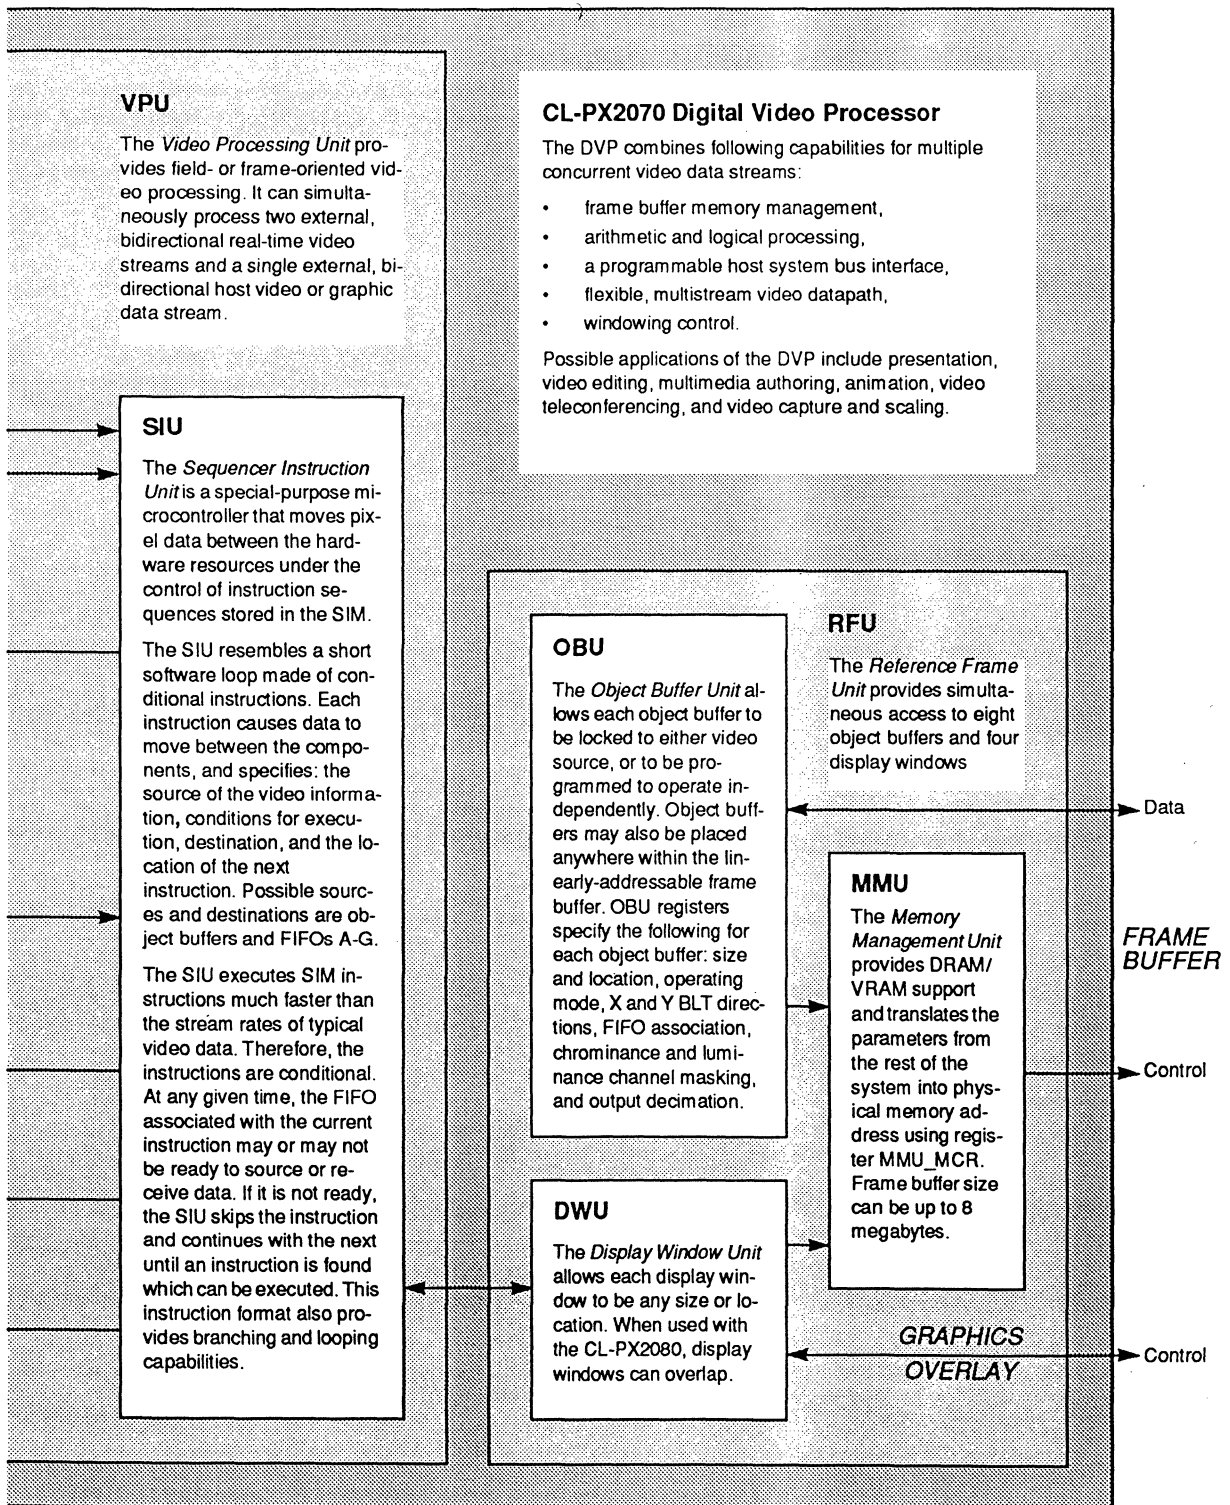 VPU
The Video Processing Unit pro-
vides field- or frame-oriented vid-
eo processing. It can simulta-
neously process two external,
bidirectional real-time video
streams and a single external, bi-
directional host video or graphic
data stream.
CL-PX2070 Digital Video Processor
The DVP combines following capabilities for multiple
concurrent video data streams:
• frame buffer memory management,
• arithmetic and logical processing,
• a programmable host system bus interface,
• flexible, multistream video datapath,
• windowing control.
Possible applications of the DVP include presentation,
video editing, multimedia authoring, animation, video
teleconferencing, and video capture and scaling.
SIU
The Sequencer Instruction
Unit is a special-purpose mi-
crocontroller that moves pix-
el data between the hard-
ware resources under the
control of instruction se-
quences stored in the SIM.
The SIU resembles a short
software loop made of con-
ditional instructions. Each
instruction causes data to
move between the compo-
nents, and specifies: the
source of the video informa-
tion, conditions for execu-
tion, destination, and the lo-
cation of the next
instruction. Possible sourc-
es and destinations are ob-
ject buffers and FIFOs A-G.
The SIU executes SIM in-
structions much faster than
the stream rates of typical
video data. Therefore, the
instructions are conditional.
At any given time, the FIFO
associated with the current
instruction may or may not
be ready to source or re-
ceive data. If it is not ready,
the SIU skips the instruction
and continues with the next
until an instruction is found
which can be executed. This
instruction format also pro-
vides branching and looping
capabilities.
OBU
The Object Buffer Unit al-
lows each object buffer to
be locked to either video
source, or to be pro-
grammed to operate in-
dependently. Object buff-
ers may also be placed
anywhere within the lin-
early-addressable frame
buffer. OBU registers
specify the following for
each object buffer: size
and location, operating
mode, X and Y BLT direc-
tions, FIFO association,
chrominance and lumi-
nance channel masking,
and output decimation.
RFU
The Reference Frame
Unit provides simulta-
neous access to eight
object buffers and four
display windows
Data
MMU
The Memory
Management Unit
provides DRAM/
VRAM support
and translates the
parameters from
the rest of the
system into phys-
ical memory ad-
dress using regis-
ter MMU_MCR.
Frame buffer size
can be up to 8
megabytes.
FRAME
BUFFER
Control
DWU
The Display Window Unit
allows each display win-
dow to be any size or lo-
cation. When used with
the CL-PX2080, display
windows can overlap.
GRAPHICS
OVERLAY
Control